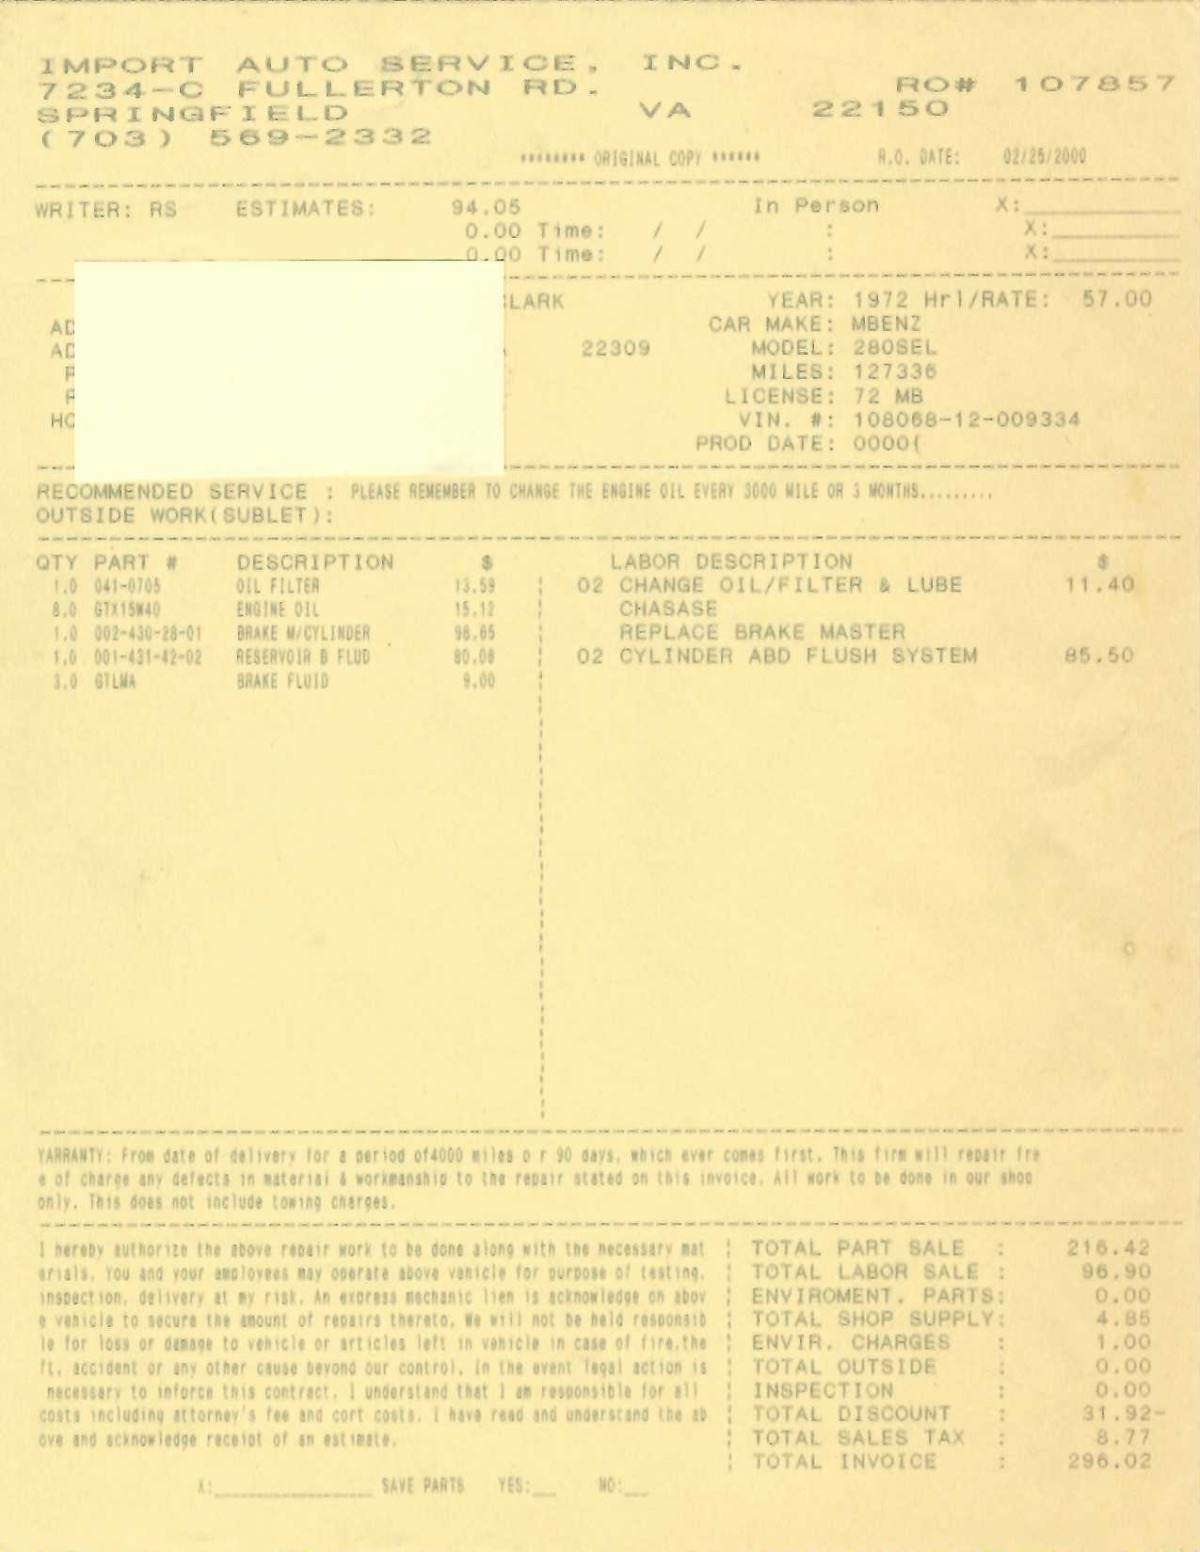 IMPORT AUTO SERVICE, INC.
7234-C FULLERTON RD. RO# 107857
SPRINGFIELD VA 22150
(703) 569-2332
******** ORIGINAL COPY ****** R.O. DATE: 02/25/2000
WRITER: RS ESTIMATES: 94.05 In Person X:
0.00 Time: / / : X:
0.00 Time: / / : X:
CLARK YEAR: 1972 Hrl/RATE: 57.00
AD CAR MAKE: MBENZ
AD 22309 MODEL: 280SEL
MILES: 127336
LICENSE: 72 MB
HO VIN. #: 108068-12-009334
PROD DATE: 0000(
RECOMMENDED SERVICE : PLEASE REMEMBER TO CHANGE THE ENGINE OIL EVERY 3000 MILE OR 3 MONTHS.........
OUTSIDE WORK(SUBLET):
QTY PART # DESCRIPTION $ LABOR DESCRIPTION $
1.0 041-0705 OIL FILTER 13.59 02 CHANGE OIL/FILTER & LUBE 11.40
8.0 GTX15W40 ENGINE OIL 15.12 CHASASE
1.0 002-430-28-01 BRAKE M/CYLINDER 98.65 REPLACE BRAKE MASTER
1.0 001-431-42-02 RESERVOIR B FLUD 80.06 02 CYLINDER ABD FLUSH SYSTEM 85.50
3.0 GTLMA BRAKE FLUID 9.00
WARRANTY: From date of delivery for a period of4000 miles o r 90 days, which ever comes first. This firm will repair fre
e of charge any defects in material & workmanship to the repair stated on this invoice. All work to be done in our shop
only. This does not include towing charges.
I hereby authorize the above repair work to be done along with the necessary mat TOTAL PART SALE : 216.42
erials. You and your employees may operate above vehicle for purpose of testing, TOTAL LABOR SALE : 96.90
inspection, delivery at my risk. An express mechanic lien is acknowledge on abov ENVIROMENT. PARTS: 0.00
e vehicle to secure the amount of repairs thereto. We will not be held responsib TOTAL SHOP SUPPLY: 4.85
le for loss or damage to vehicle or articles left in vehicle in case of fire,the ENVIR. CHARGES : 1.00
ft, accident or any other cause beyond our control. In the event legal action is TOTAL OUTSIDE : 0.00
necessary to inforce this contract, I understand that I am responsible for all INSPECTION : 0.00
costs including attorney's fee and cort costs. I have read and understand the ab TOTAL DISCOUNT : 31.92-
ove and acknowledge receipt of an estimate. TOTAL SALES TAX : 8.77
TOTAL INVOICE : 296.02
X: SAVE PARTS YES: NO: